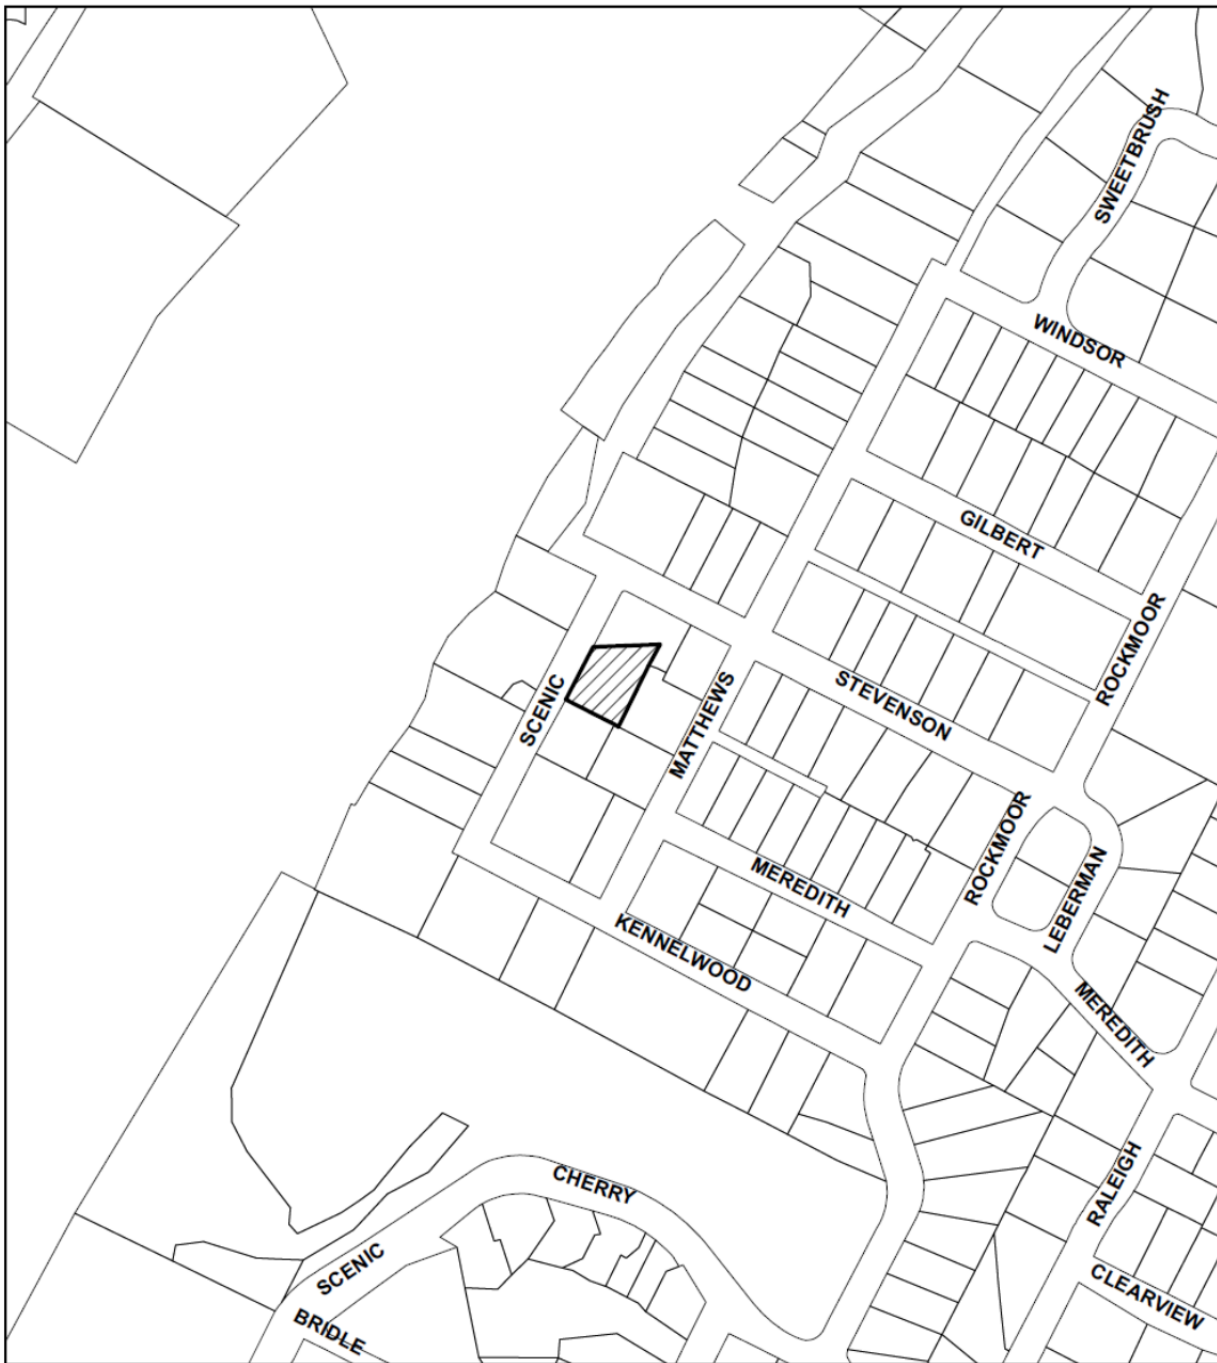 SWEETBRUSH
WINDSOR
GILBERT
ROCKMOOR
STEVENSON
SCENIC
MATTHEWS
ROCKMOOR
LEBERMAN
MEREDITH
KENNELWOOD
MEREDITH
RALEIGH
CHERRY
SCENIC
CLEARVIEW
BRIDLE